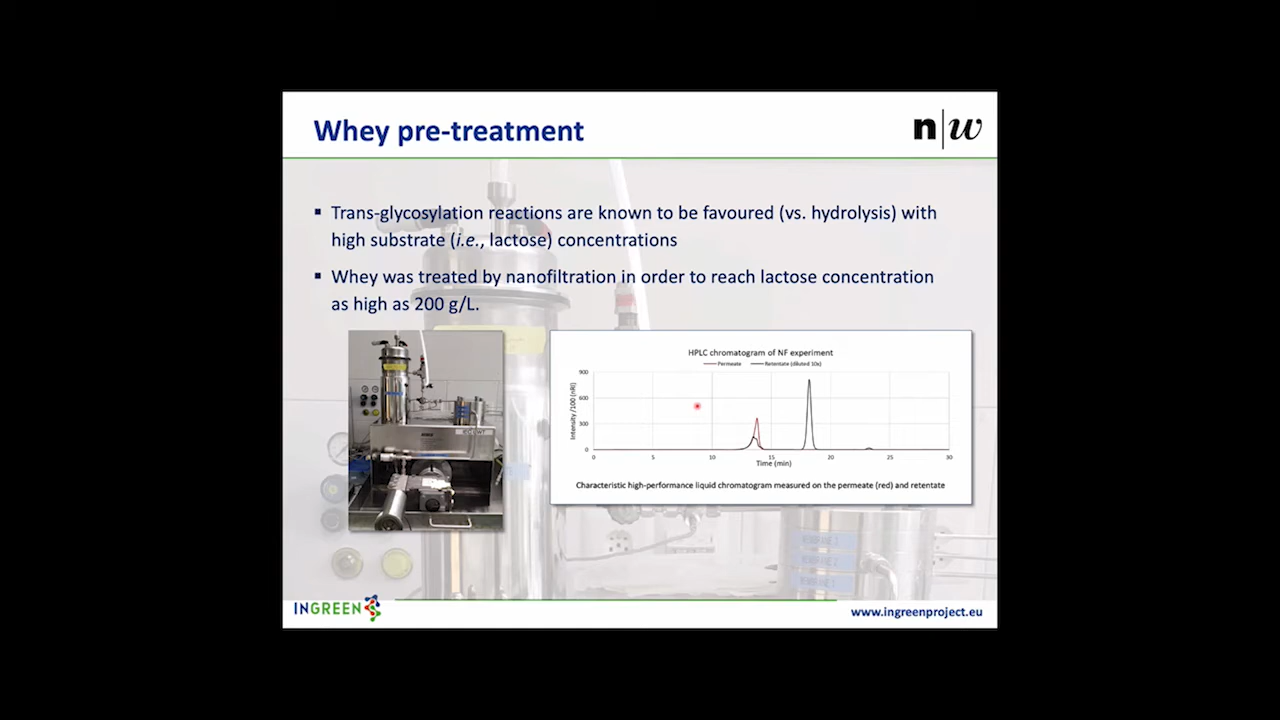 Whey pre-treatment
n|w
▪ Trans-glycosylation reactions are known to be favoured (vs. hydrolysis) with
high substrate (i.e., lactose) concentrations
▪ Whey was treated by nanofiltration in order to reach lactose concentration
as high as 200 g/L.
HPLC chromatogram of NF experiment
Permeate Retentate (diluted 10x)
Intensity /100 (nRI)
900
600
300
0
0 5 10 15 20 25 30
Time (min)
Characteristic high-performance liquid chromatogram measured on the permeate (red) and retentate
INGREEN
www.ingreenproject.eu